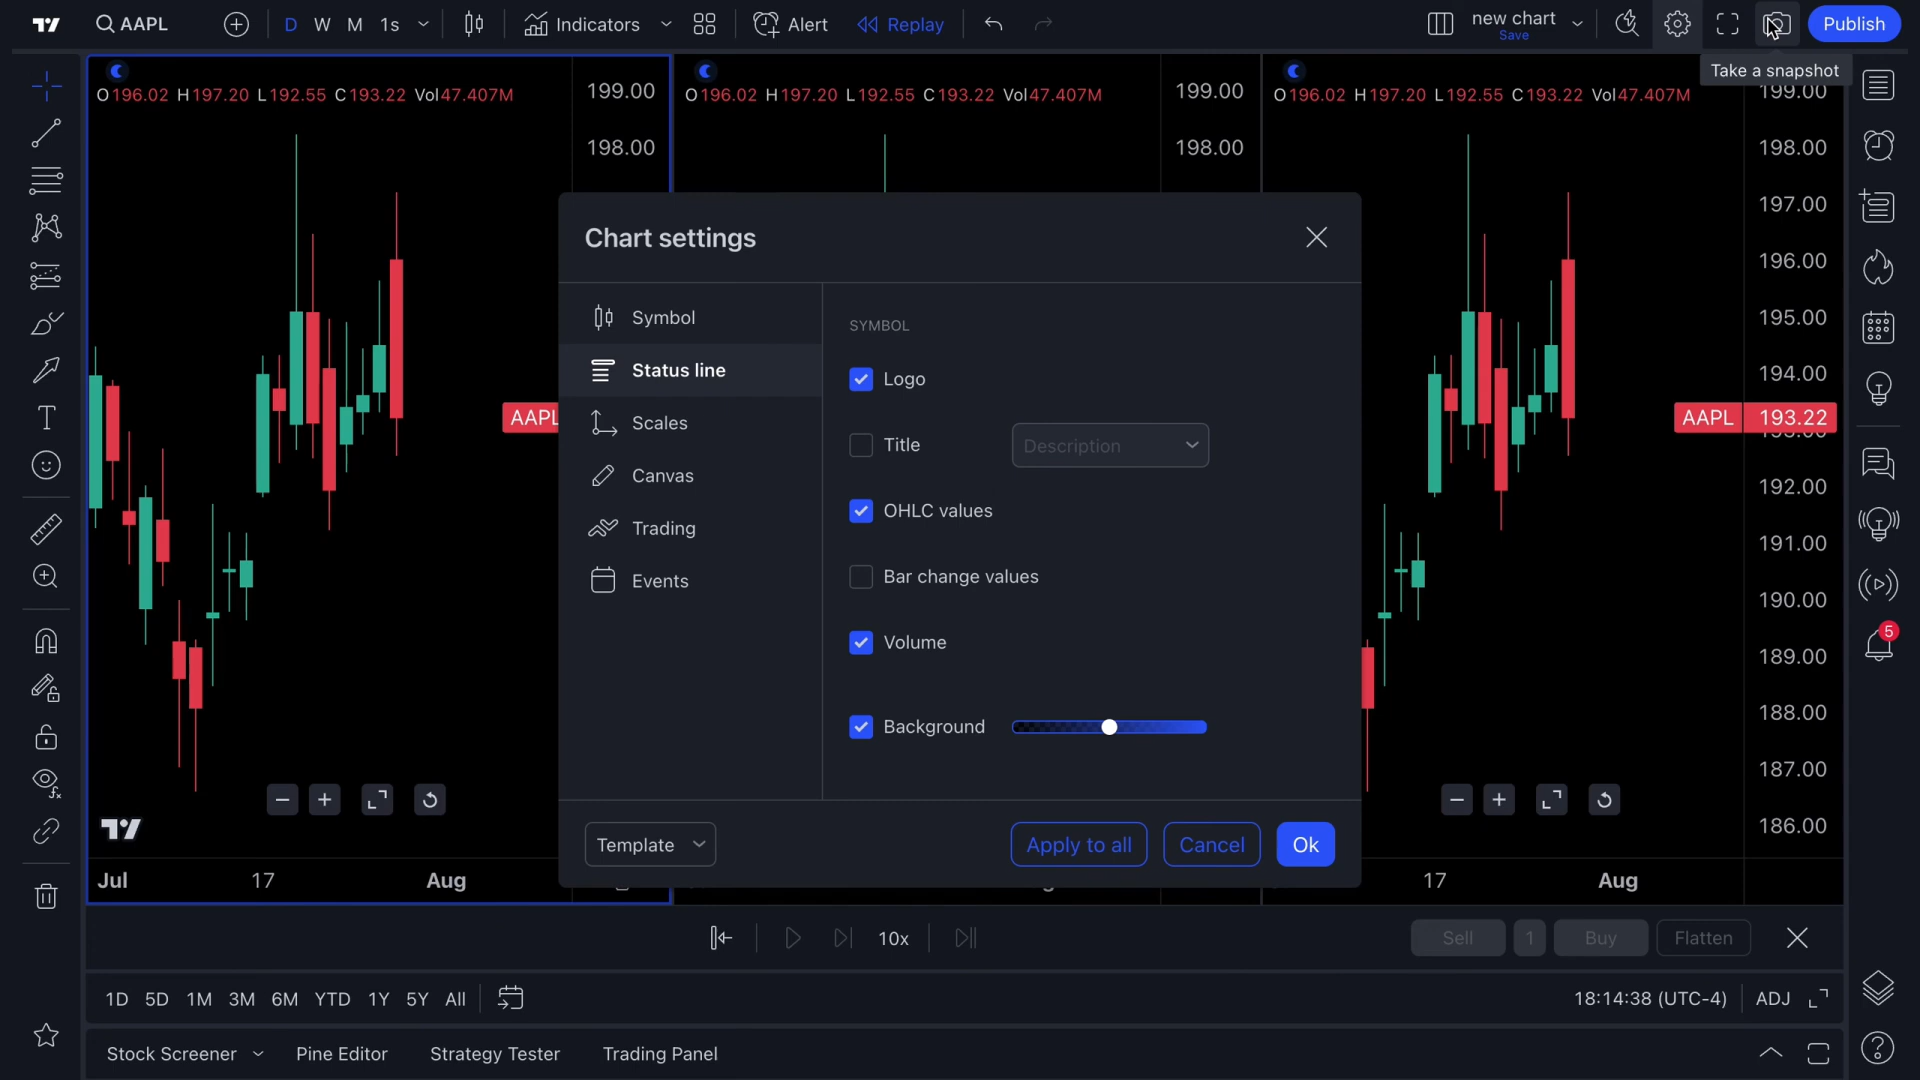 AAPL D W M 1s Indicators Alert Replay new chart Publish
Save
Take a snapshot
O196.02 H197.20 L192.55 C193.22 Vol47.407M 199.00 O196.02 H197.20 L192.55 C193.22 Vol47.407M 199.00 O196.02 H197.20 L192.55 C193.22 Vol47.407M 199.00
198.00 198.00 198.00
197.00
196.00
195.00
194.00
AAPL AAPL 193.22
193.00
192.00
191.00
190.00
189.00
188.00
187.00
186.00
Chart settings
Symbol
Status line
Scales
Canvas
Trading
Events
SYMBOL
Logo
Title Description
OHLC values
Bar change values
Volume
Background
Template Apply to all Cancel Ok
5
Jul 17 Aug 17 Aug
10x Sell 1 Buy Flatten
1D 5D 1M 3M 6M YTD 1Y 5Y All 18:14:38 (UTC-4) ADJ
Stock Screener Pine Editor Strategy Tester Trading Panel